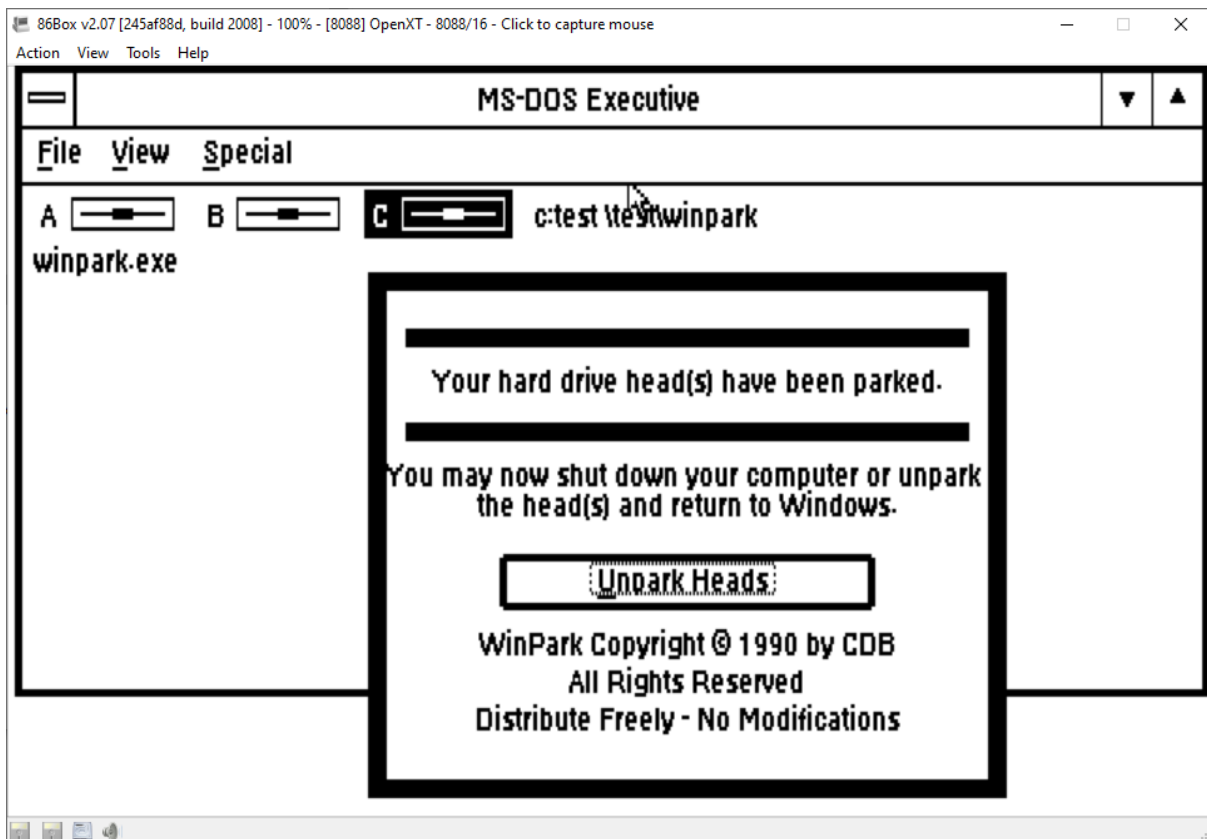 86Box v2.07 [245af88d, build 2008] - 100% - [8088] OpenXT - 8088/16 - Click to capture mouse
Action View Tools Help
MS-DOS Executive
File View Special
A B C c:test \test\winpark
winpark.exe
Your hard drive head(s) have been parked.
You may now shut down your computer or unpark
the head(s) and return to Windows.
Unpark Heads
WinPark Copyright © 1990 by CDB
All Rights Reserved
Distribute Freely - No Modifications